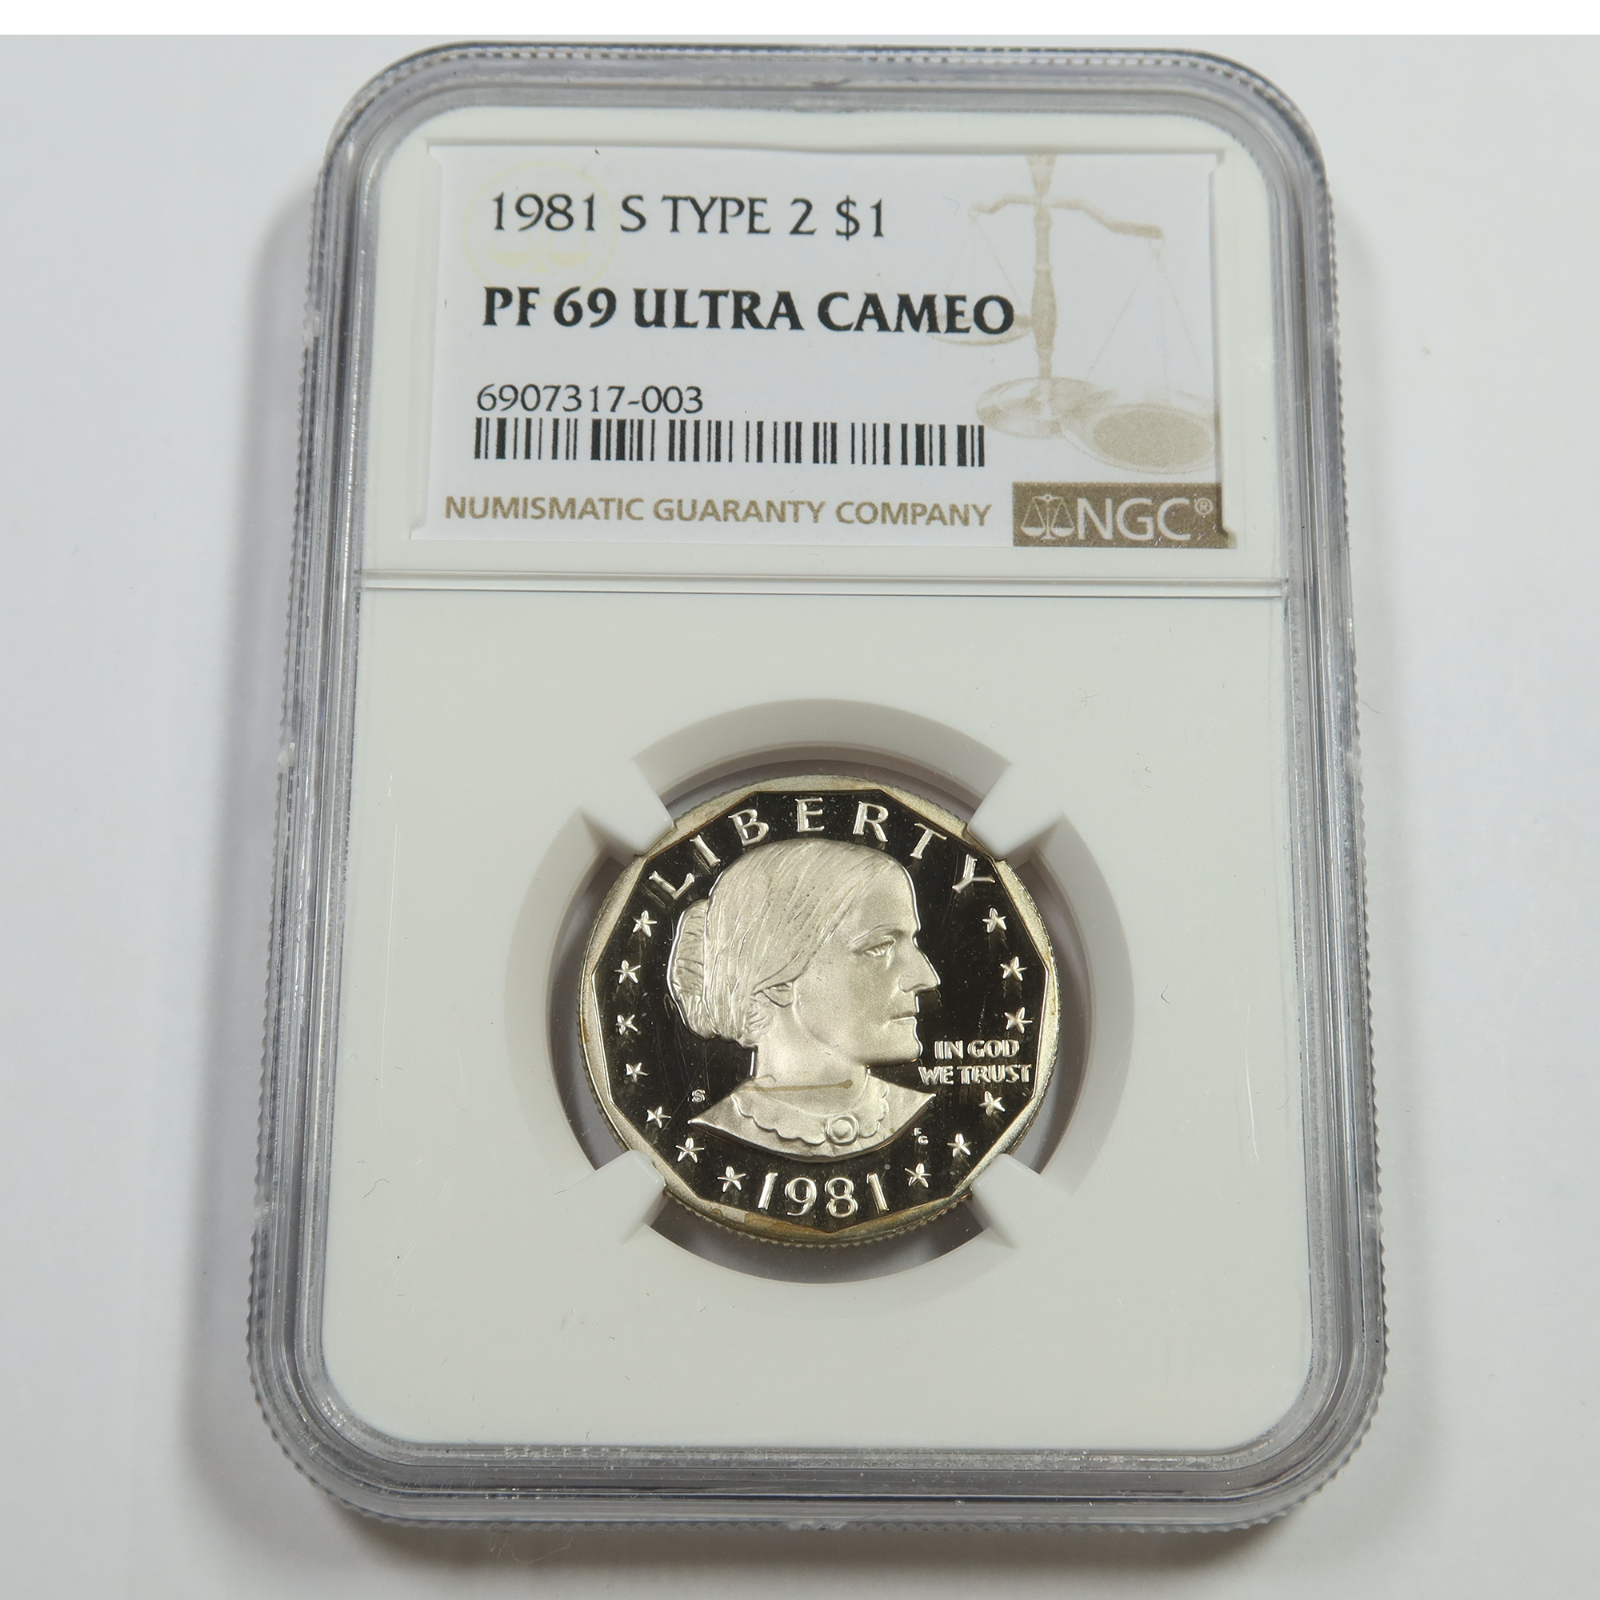 1981 S TYPE 2 $1
PF 69 ULTRA CAMEO
6907317-003
NUMISMATIC GUARANTY COMPANY
NGC®
LIBERTY
IN GOD
WE TRUST
S
FG
1981